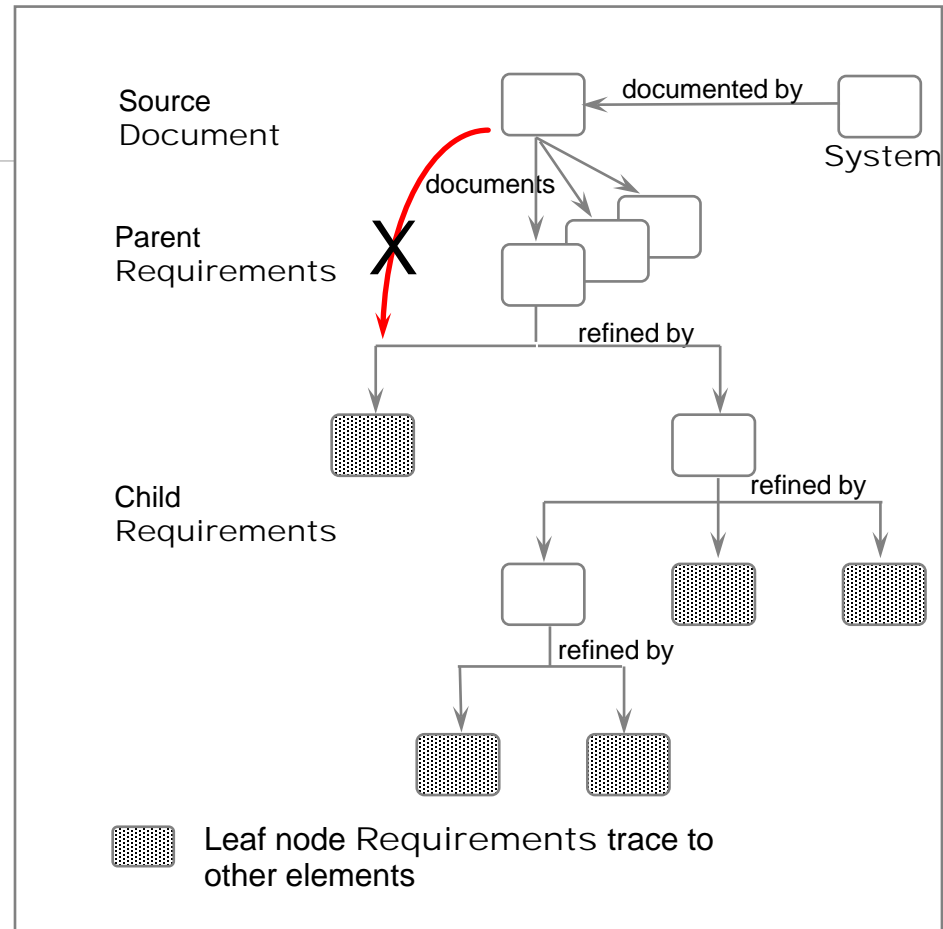 Source
Document
documented by
System
documents
Parent
Requirements
X
refined by
refined by
Child
Requirements
refined by
Leaf node Requirements trace to
other elements